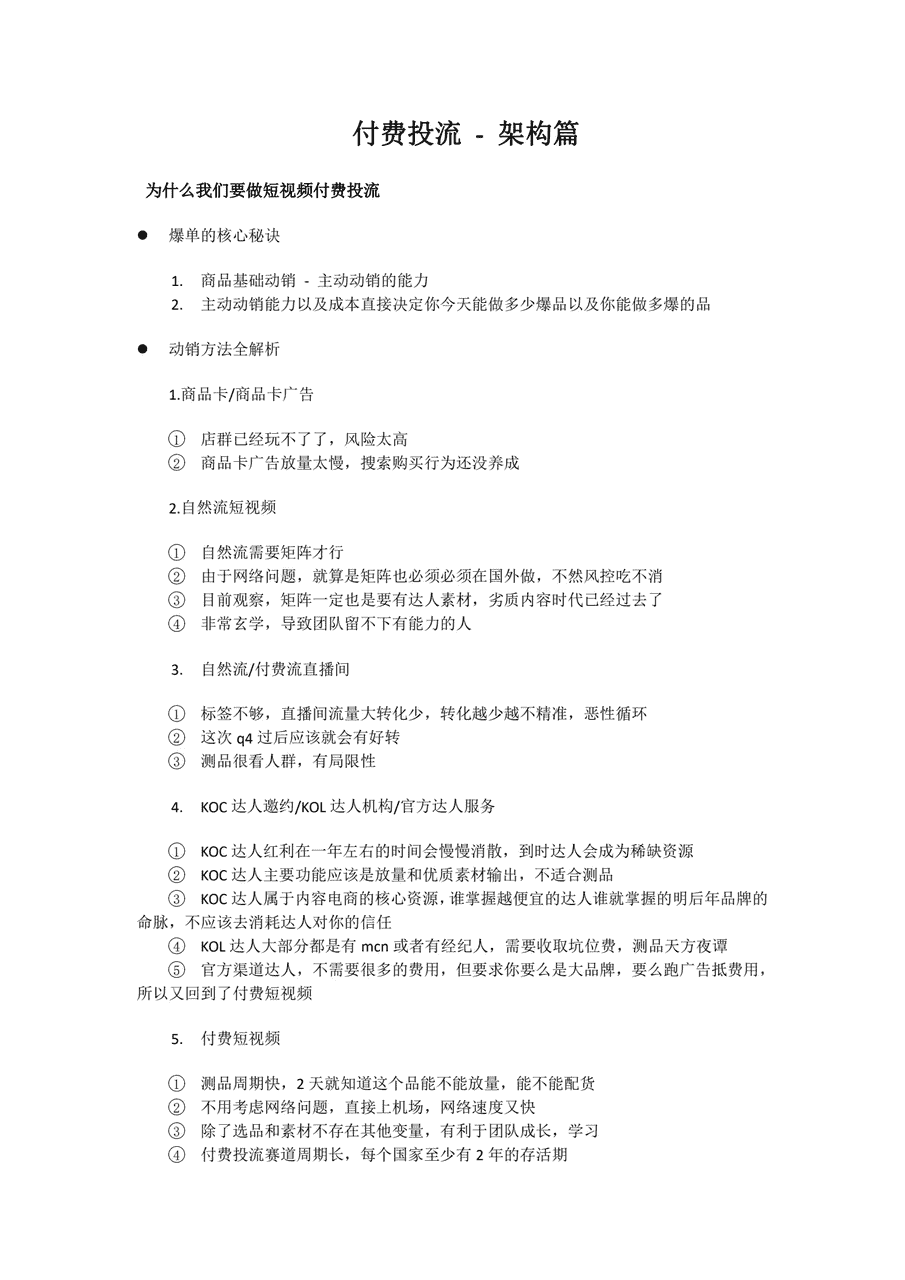 付费投流 - 架构篇
为什么我们要做短视频付费投流
● 爆单的核心秘诀
1. 商品基础动销 - 主动动销的能力
2. 主动动销能力以及成本直接决定你今天能做多少爆品以及你能做多爆的品
● 动销方法全解析
1.商品卡/商品卡广告
① 店群已经玩不了了，风险太高
② 商品卡广告放量太慢，搜索购买行为还没养成
2.自然流短视频
① 自然流需要矩阵才行
② 由于网络问题，就算是矩阵也必须必须在国外做，不然风控吃不消
③ 目前观察，矩阵一定也是要有达人素材，劣质内容时代已经过去了
④ 非常玄学，导致团队留不下有能力的人
3. 自然流/付费流直播间
① 标签不够，直播间流量大转化少，转化越少越不精准，恶性循环
② 这次 q4 过后应该就会有好转
③ 测品很看人群，有局限性
4. KOC 达人邀约/KOL 达人机构/官方达人服务
① KOC 达人红利在一年左右的时间会慢慢消散，到时达人会成为稀缺资源
② KOC 达人主要功能应该是放量和优质素材输出，不适合测品
③ KOC 达人属于内容电商的核心资源，谁掌握越便宜的达人谁就掌握的明后年品牌的
命脉，不应该去消耗达人对你的信任
④ KOL 达人大部分都是有 mcn 或者有经纪人，需要收取坑位费，测品天方夜谭
⑤ 官方渠道达人，不需要很多的费用，但要求你要么是大品牌，要么跑广告抵费用，
所以又回到了付费短视频
5. 付费短视频
① 测品周期快，2 天就知道这个品能不能放量，能不能配货
② 不用考虑网络问题，直接上机场，网络速度又快
③ 除了选品和素材不存在其他变量，有利于团队成长，学习
④ 付费投流赛道周期长，每个国家至少有 2 年的存活期